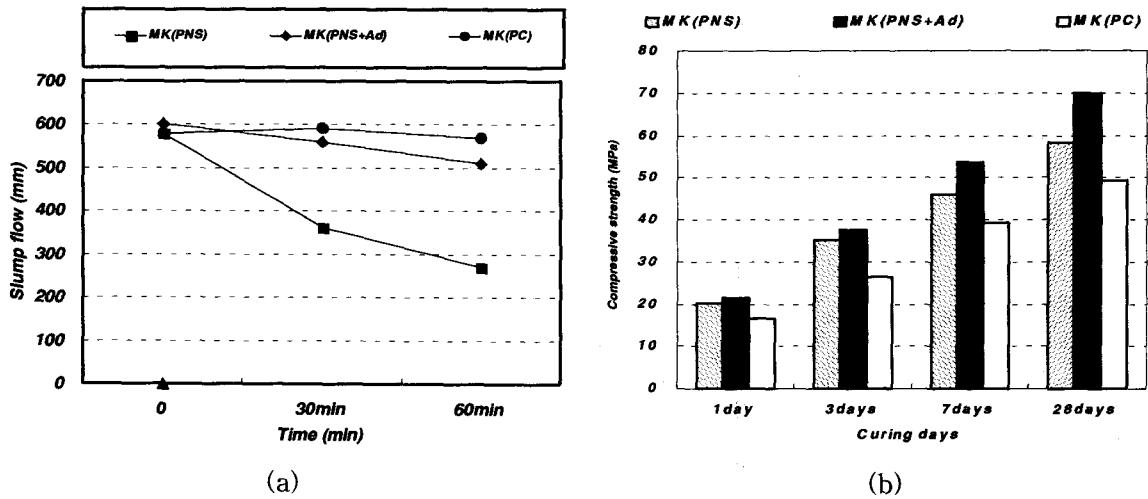 MK(PNS) MK(PNS+Ad) MK(PC)
700
600
500
400
300
200
100
0
0 30min 60min
Slump flow (mm)
Time (min)
(a)
MK(PNS) MK(PNS+Ad) MK(PC)
80
70
60
50
40
30
20
10
0
1day 3days 7days 28days
Compressive strength (MPa)
Curing days
(b)